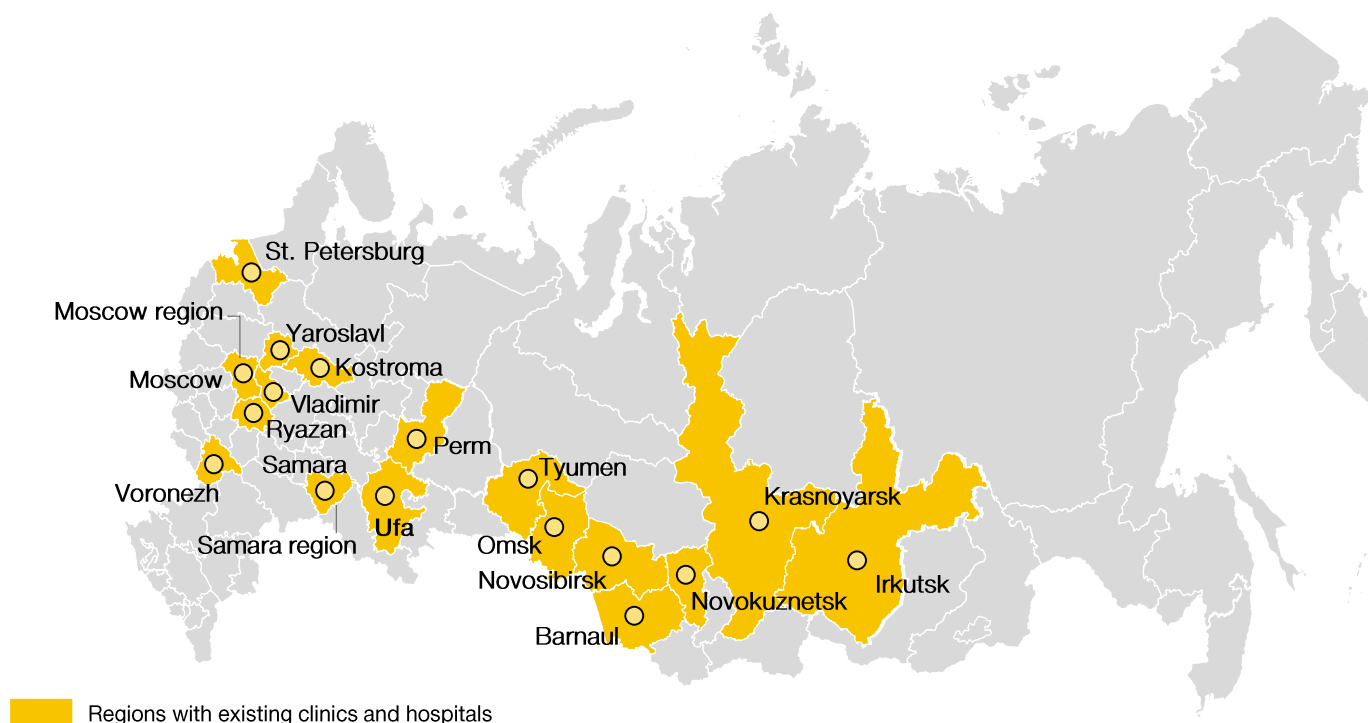 St. Petersburg
Moscow region
Yaroslavl
Kostroma
Moscow
Vladimir
Ryazan
Perm
Samara
Tyumen
Voronezh
Krasnoyarsk
Ufa
Samara region
Omsk
Novosibirsk
Irkutsk
Novokuznetsk
Barnaul
Regions with existing clinics and hospitals